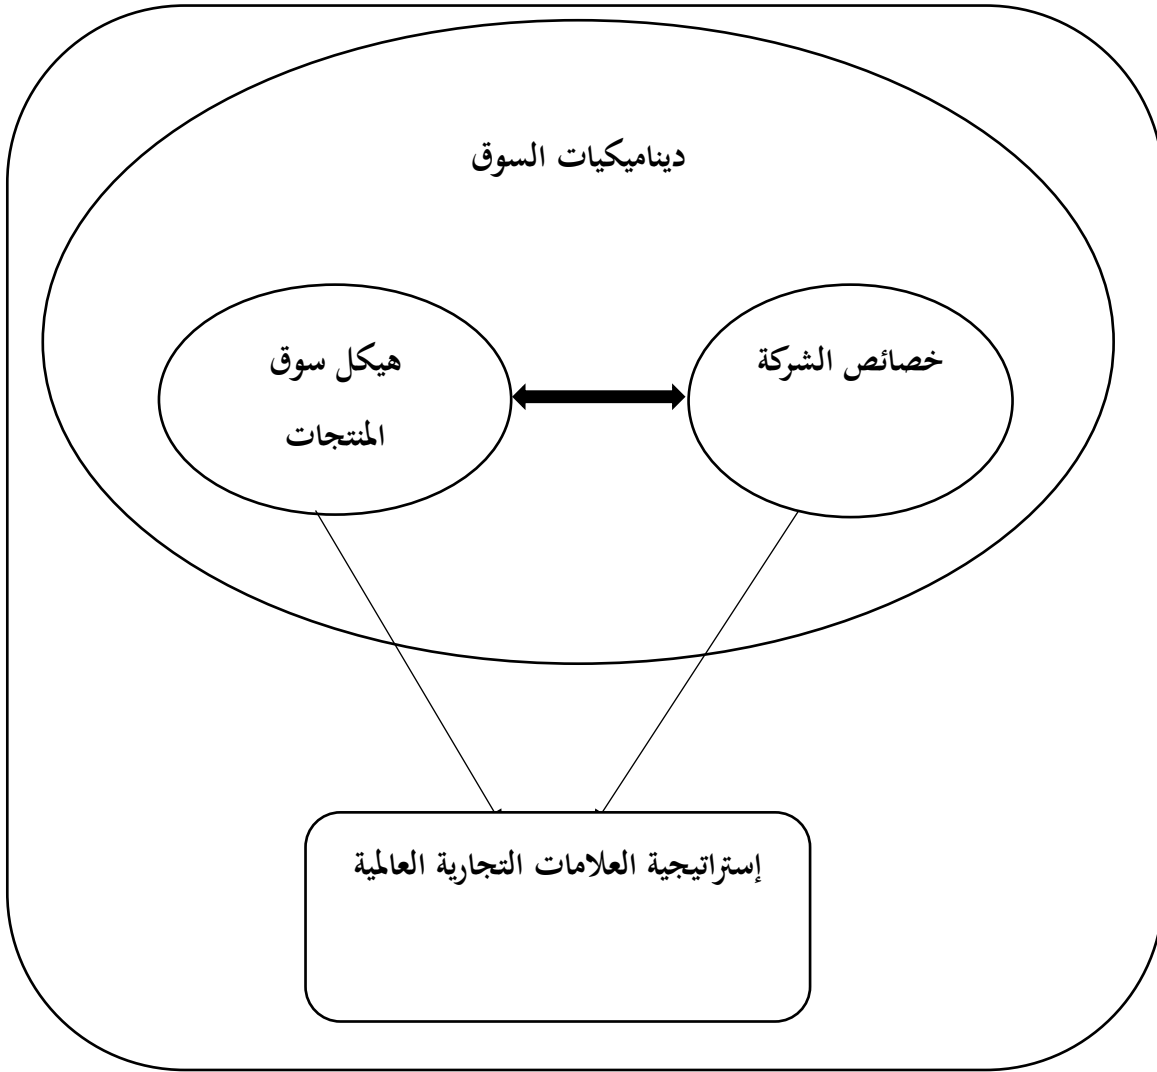 ديناميكيات السوق
خصائص الشركة
هيكل سوق
المنتجات
إستراتيجية العلامات التجارية العالمية